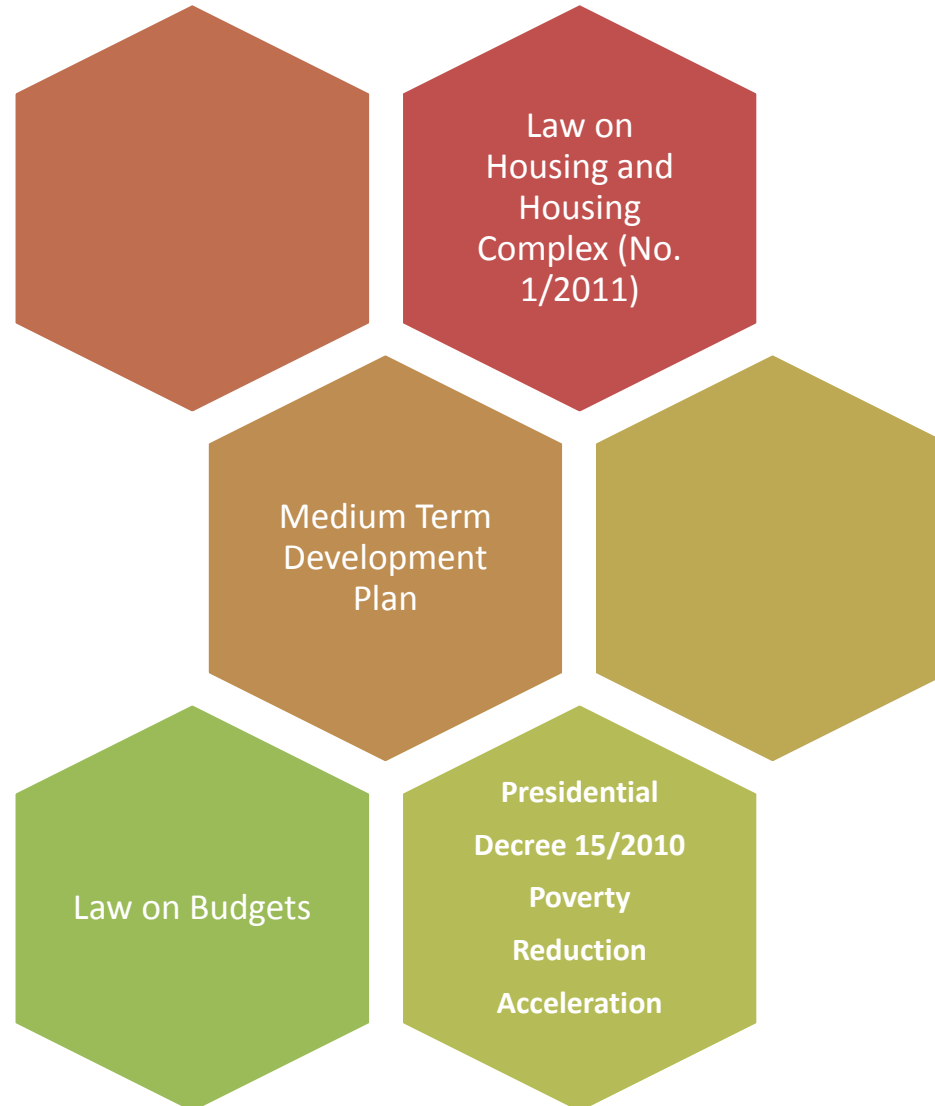 Law on
Housing and
Housing
Complex (No.
1/2011)
Medium Term
Development
Plan
Law on Budgets
Presidential
Decree 15/2010
Poverty
Reduction
Acceleration